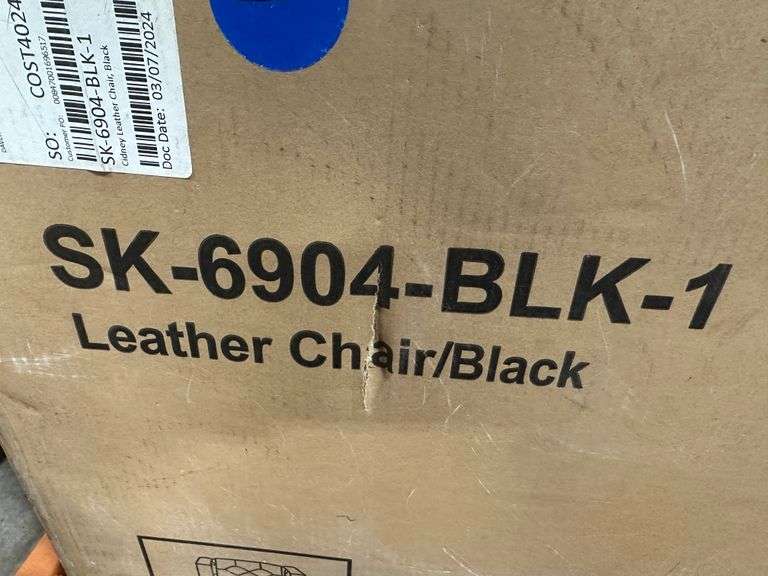 SO: COST4024
Customer PO: 00847001696517
SK-6904-BLK-1
Cidney Leather Chair, Black
Doc Date: 03/07/2024
SK-6904-BLK-1
Leather Chair/Black